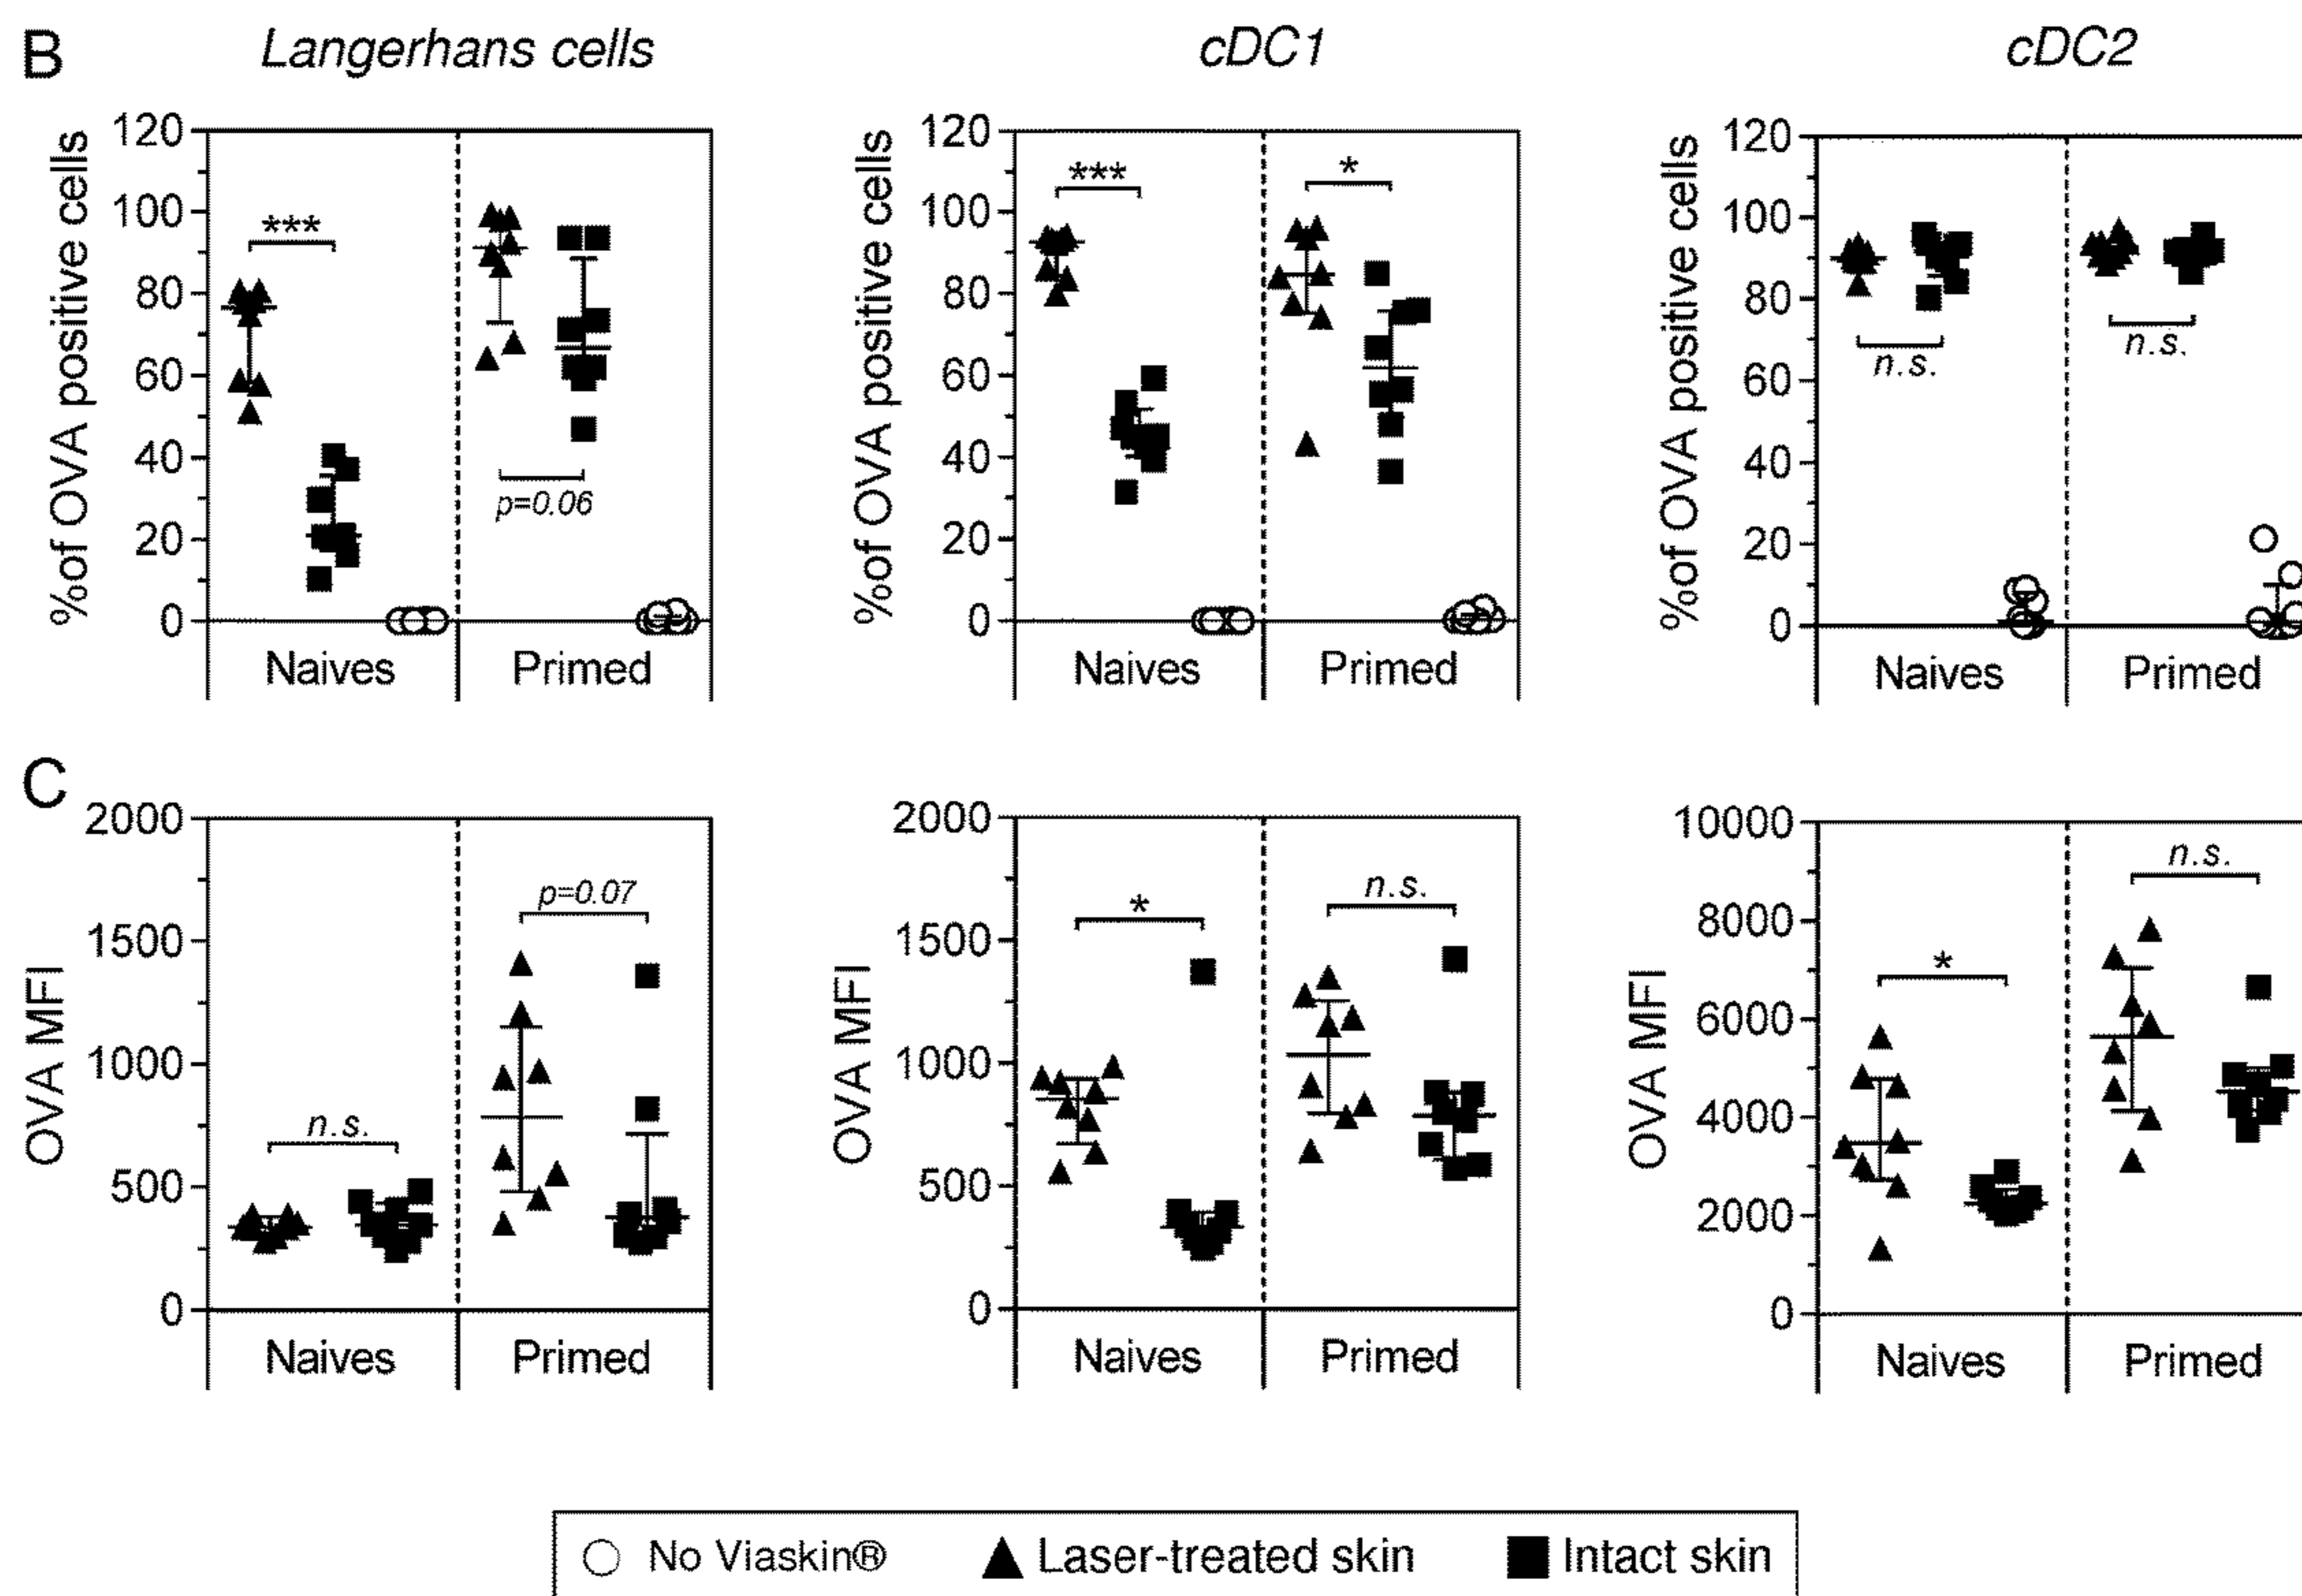 B
Langerhans cells
cDC1
cDC2
%of OVA positive cells
120
100
80
60
40
20
0
***
p=0.06
Naives
Primed
%of OVA positive cells
120
100
80
60
40
20
0
***
*
Naives
Primed
%of OVA positive cells
120
100
80
60
40
20
0
n.s.
n.s.
Naives
Primed
C
OVA MFI
2000
1500
1000
500
0
n.s.
p=0.07
Naives
Primed
OVA MFI
2000
1500
1000
500
0
*
n.s.
Naives
Primed
OVA MFI
10000
8000
6000
4000
2000
0
*
n.s.
Naives
Primed
No Viaskin® Laser-treated skin Intact skin